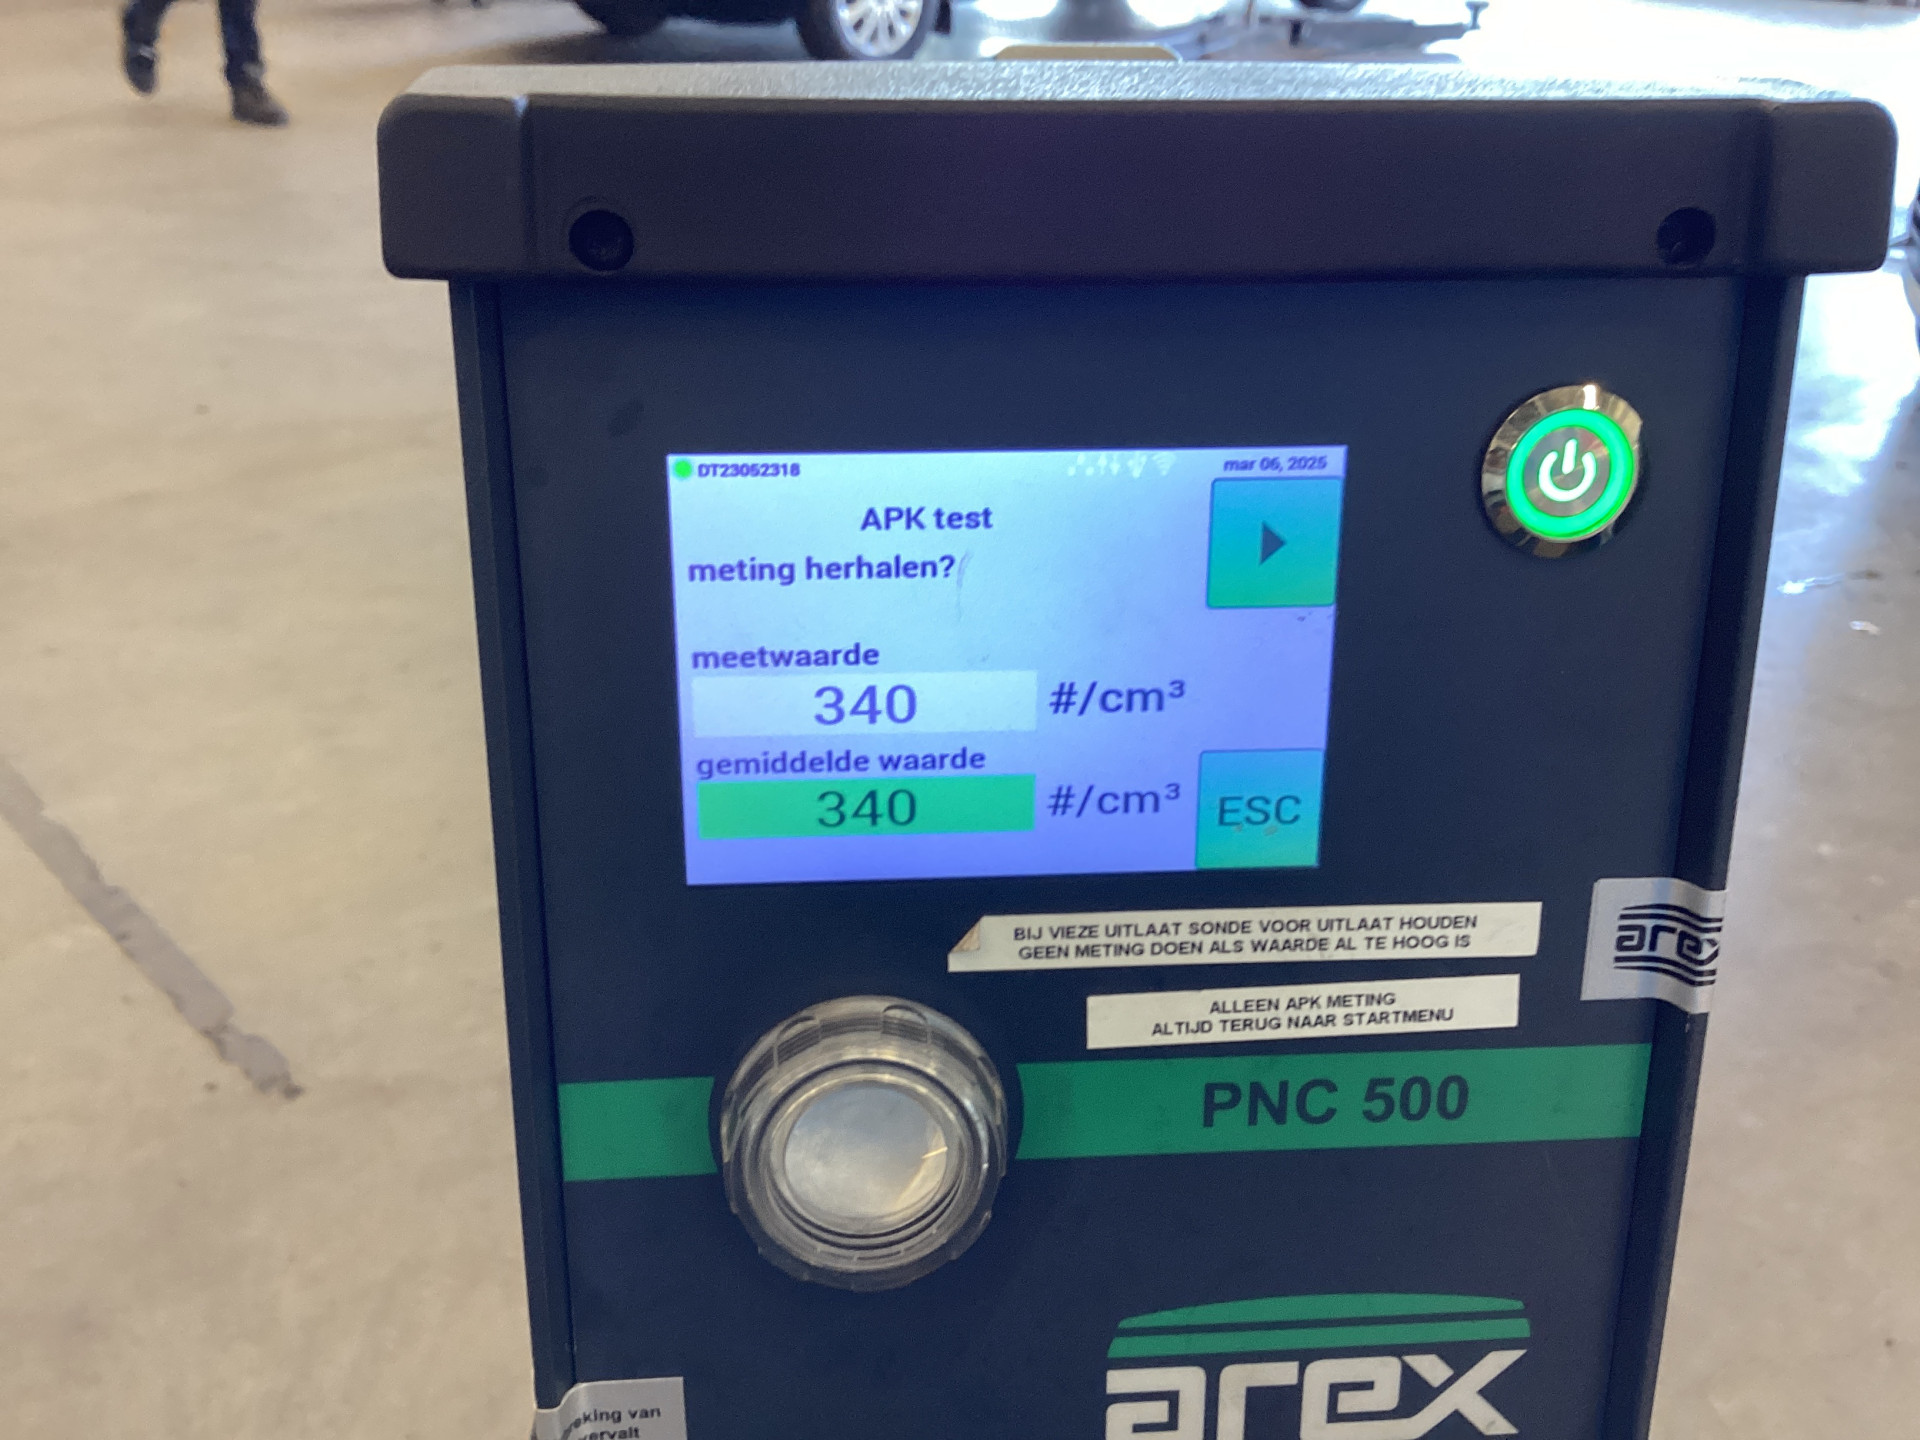 DT23052318
mar 06, 2025
APK test
meting herhalen?
meetwaarde
340 #/cm³
gemiddelde waarde
340 #/cm³
ESC
BIJ VIEZE UITLAAT SONDE VOOR UITLAAT HOUDEN
GEEN METING DOEN ALS WAARDE AL TE HOOG IS
arex
ALLEEN APK METING
ALTIJD TERUG NAAR STARTMENU
PNC 500
arex
van